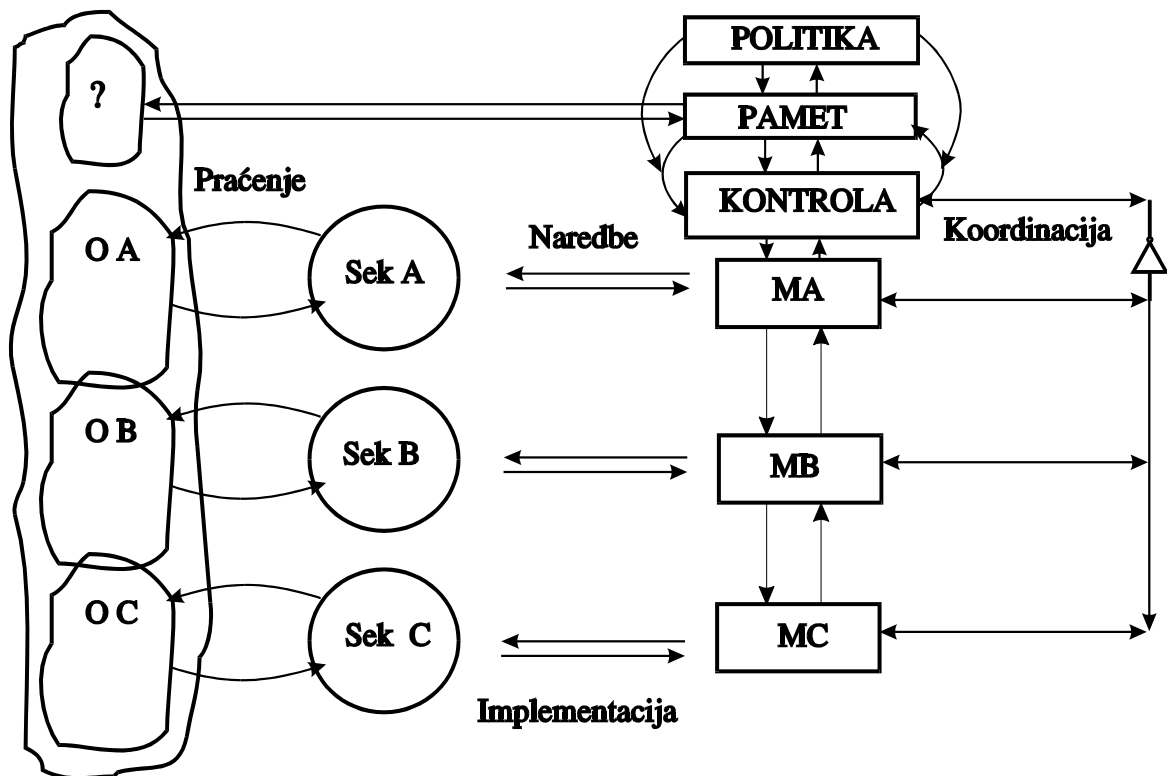 POLITIKA
?
PAMET
Praćenje
KONTROLA
Naredbe
Koordinacija
O A
Sek A
MA
O B
Sek B
MB
O C
Sek C
MC
Implementacija